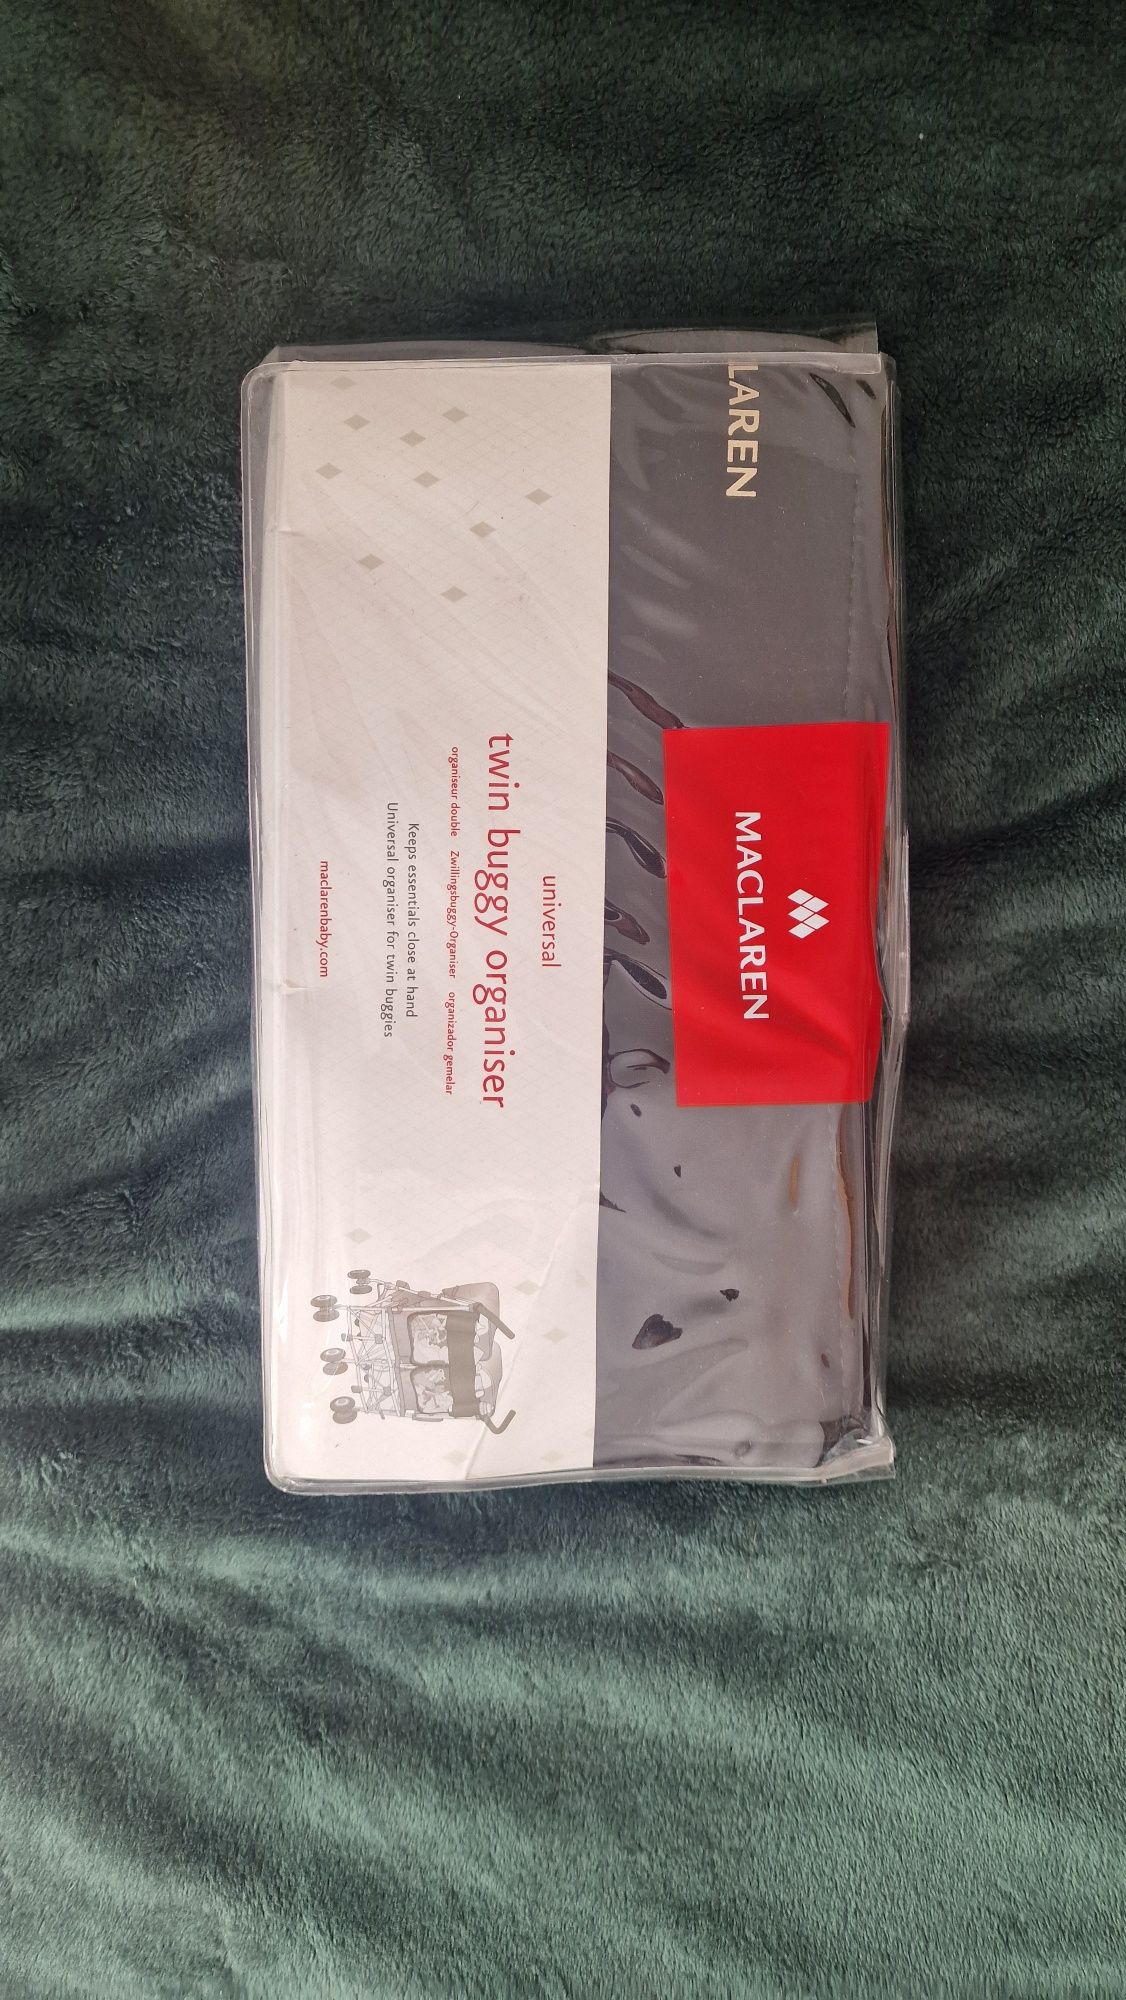 LAREN
MACLAREN
universal
twin buggy organiser
organiseur double Zwillingsbuggy-Organiser organizador gemelar
Keeps essentials close at hand
Universal organiser for twin buggies
maclarenbaby.com